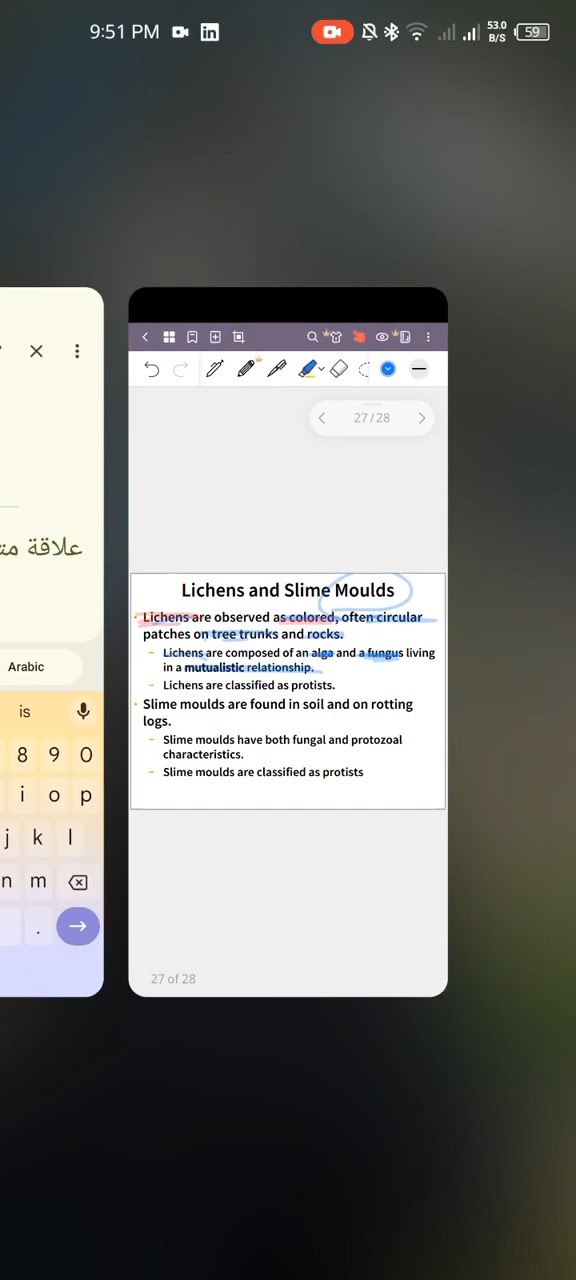 9:51 PM
53.0
B/S
59
27/28
علاقة
Arabic
is
8 9 0
i o p
j k l
n m
.
Lichens and Slime Moulds
• Lichens are observed as colored, often circular
patches on tree trunks and rocks.
– Lichens are composed of an alga and a fungus living
in a mutualistic relationship.
– Lichens are classified as protists.
• Slime moulds are found in soil and on rotting
logs.
– Slime moulds have both fungal and protozoal
characteristics.
– Slime moulds are classified as protists
27 of 28